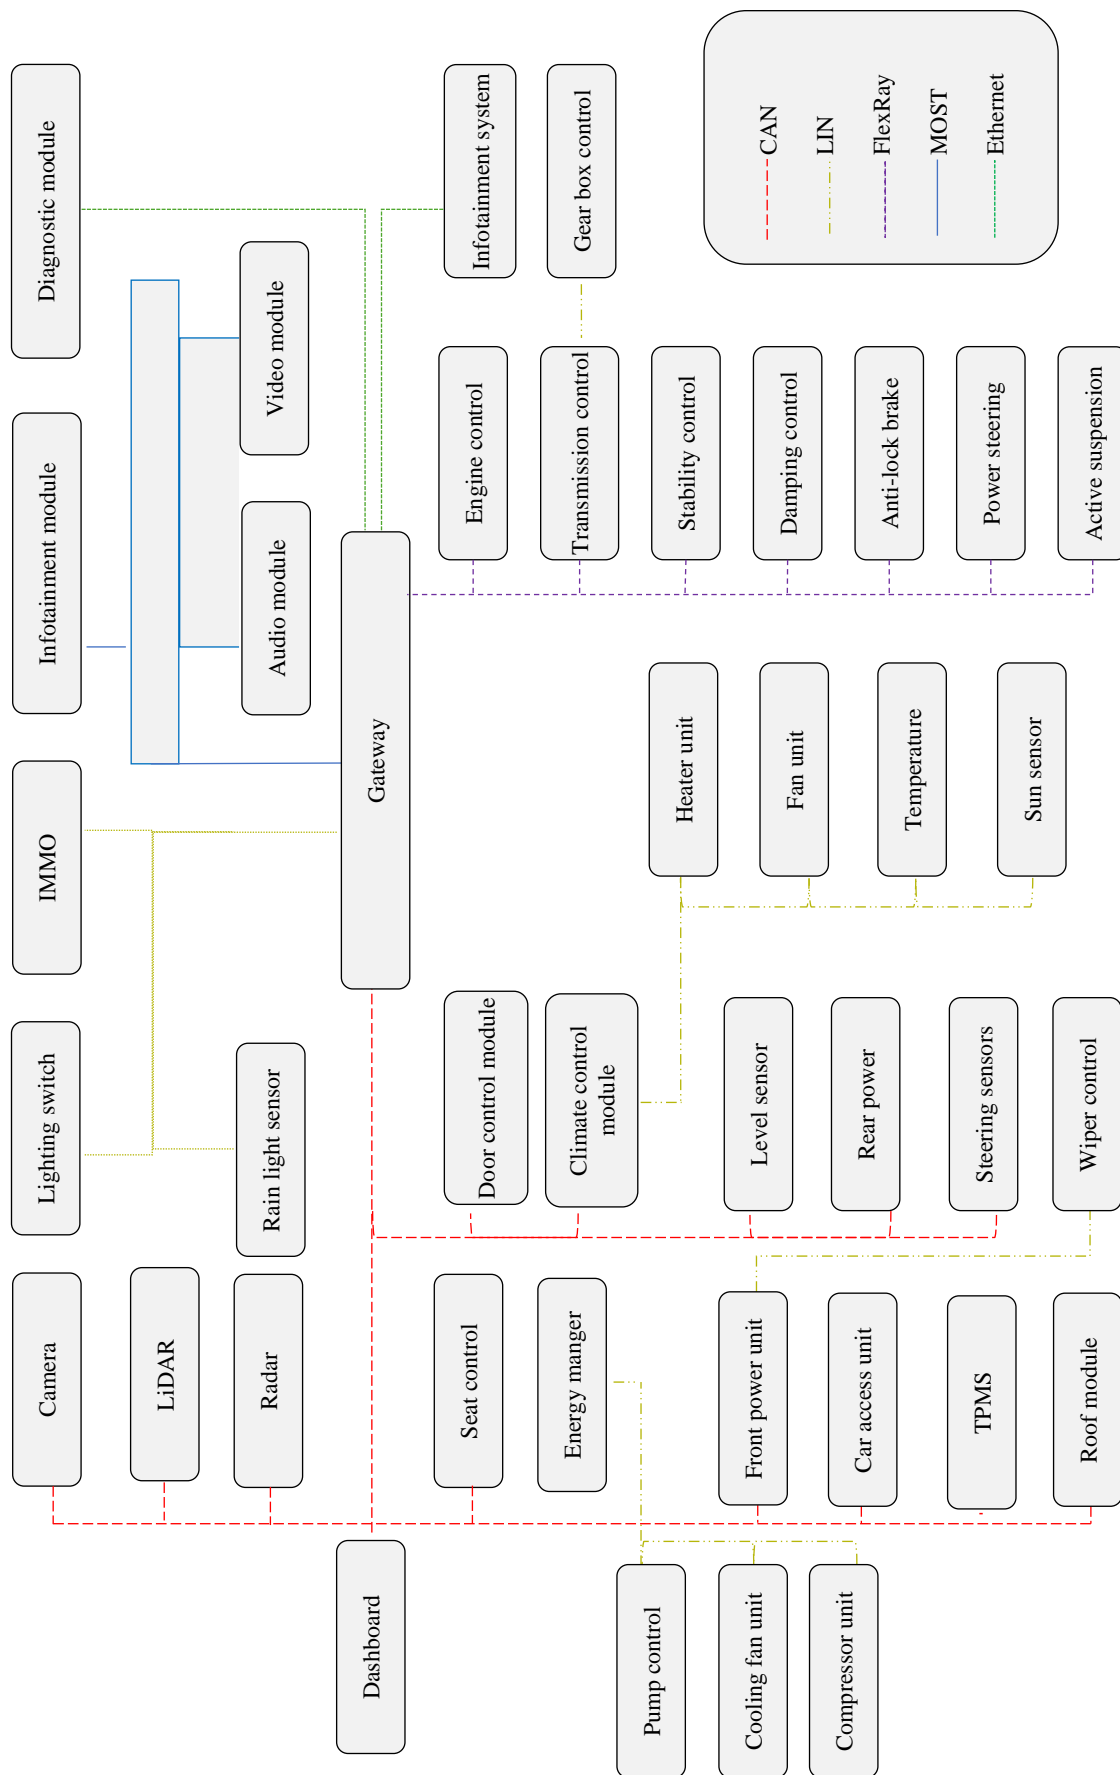 Camera
Lighting switch
IMMO
Infotainment module
Diagnostic module
LiDAR
Radar
Rain light sensor
Audio module
Video module
Dashboard
Gateway
Seat control
Door control module
Engine control
Infotainment system
Energy manger
Climate control
module
Transmission control
Gear box control
Pump control
Heater unit
Stability control
Cooling fan unit
Front power unit
Level sensor
Fan unit
Damping control
Compressor unit
Car access unit
Rear power
Temperature
Anti-lock brake
TPMS
Steering sensors
Sun sensor
Power steering
Roof module
Wiper control
Active suspension
CAN
LIN
FlexRay
MOST
Ethernet